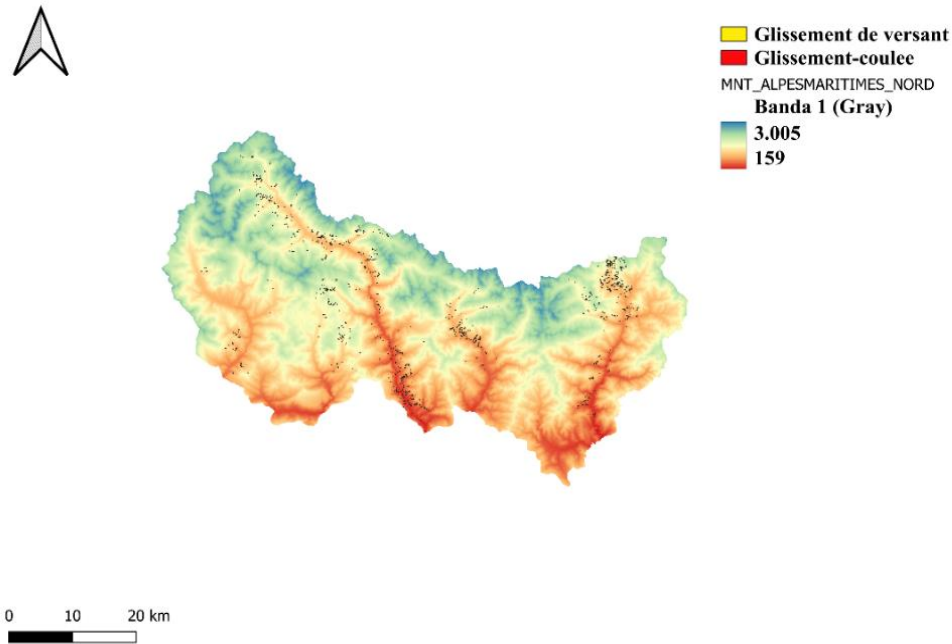 Glissement de versant
Glissement-coulee
MNT_ALPESMARITIMES_NORD
Banda 1 (Gray)
3.005
159
0 10 20 km